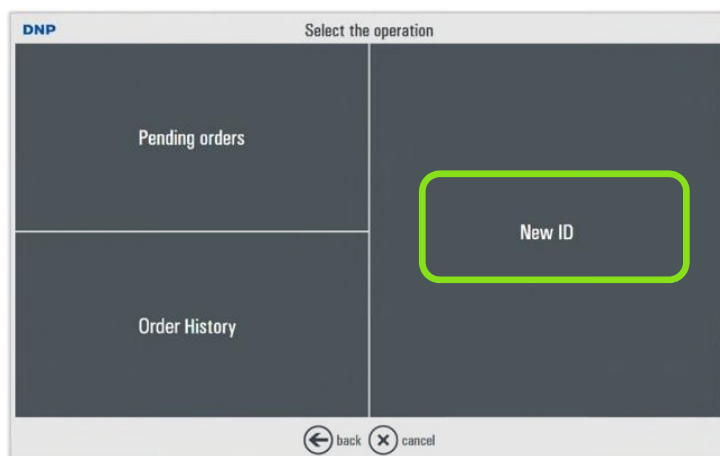 DNP
Select the operation
Pending orders
New ID
Order History
back cancel